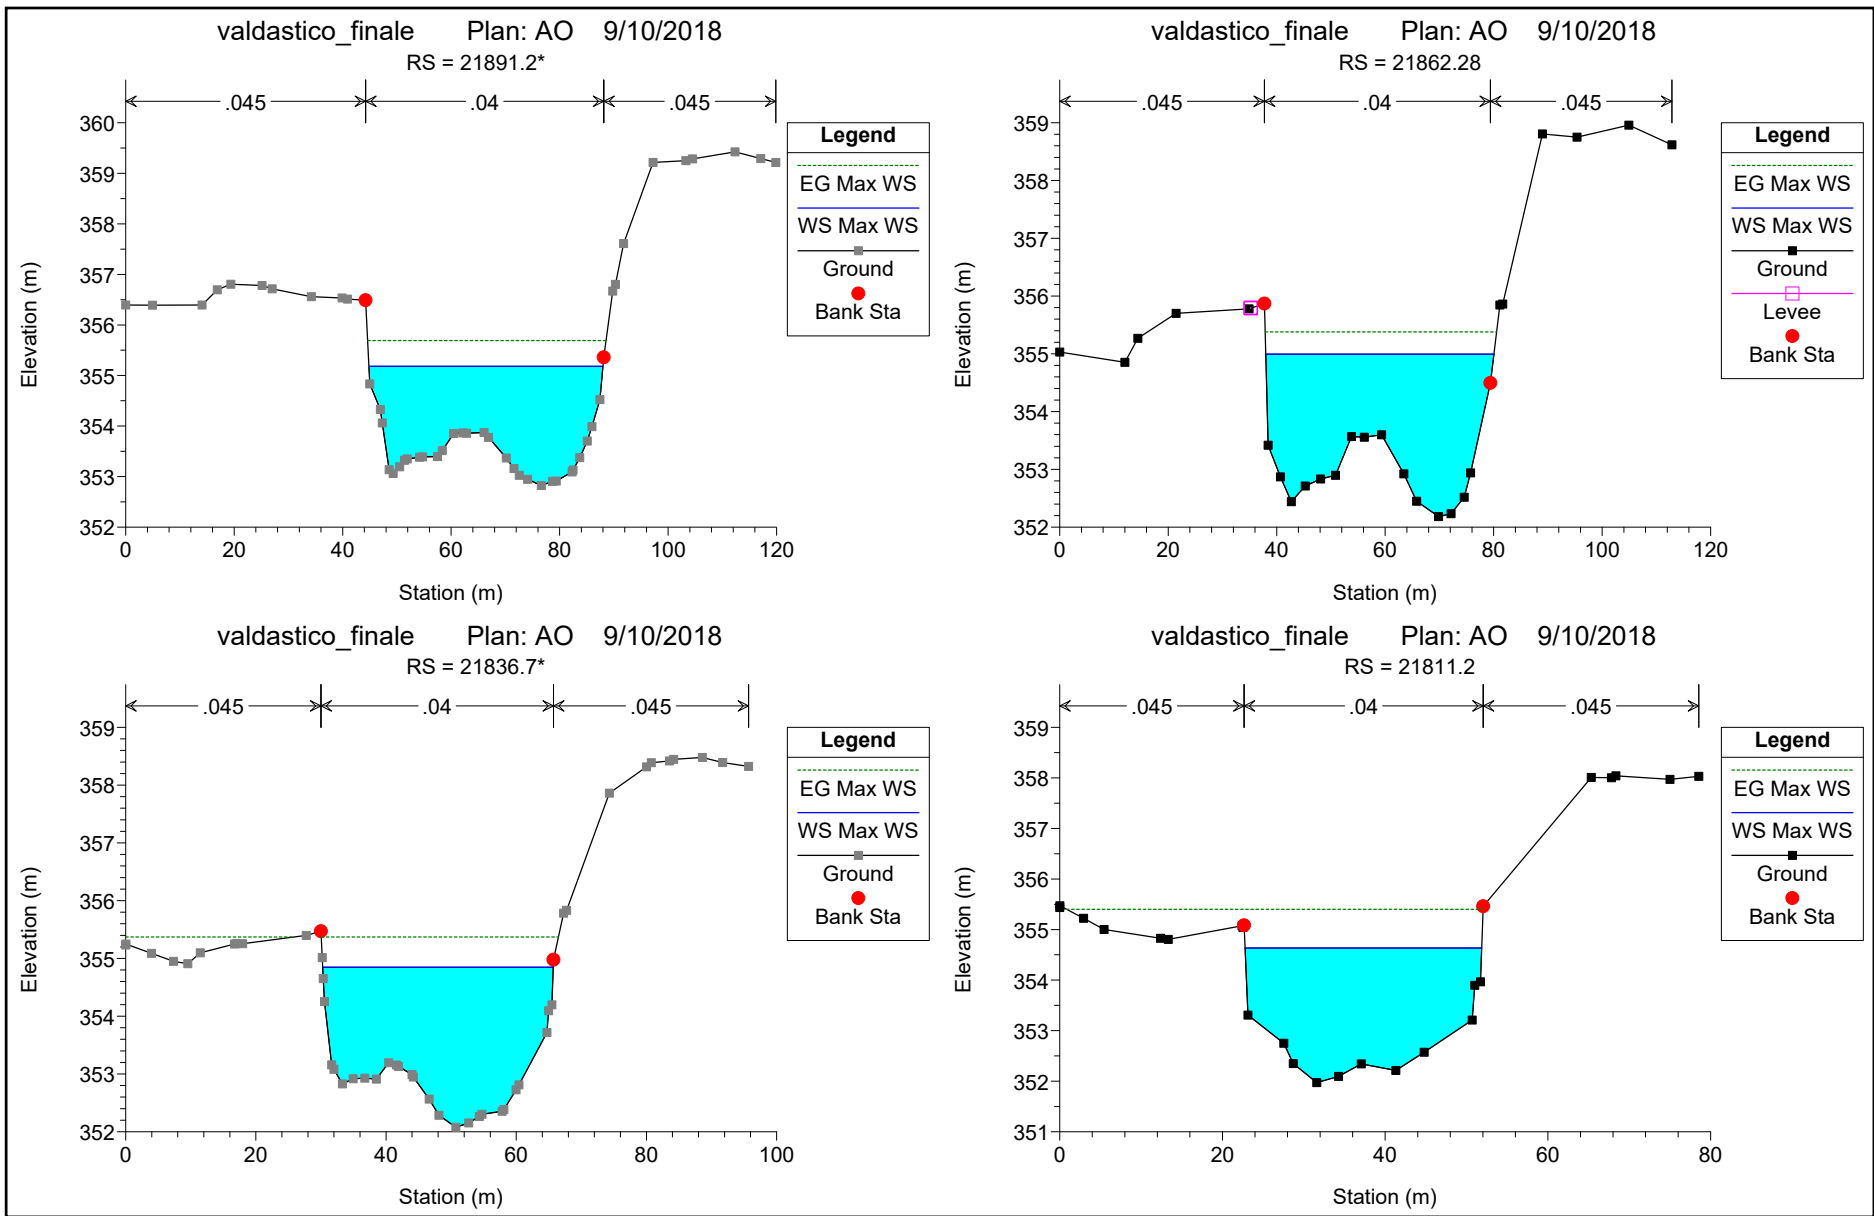 valdastico_finale Plan: AO 9/10/2018
RS = 21891.2*
.045 .04 .045
360
359
358
357
356
355
354
353
352
0 20 40 60 80 100 120
Elevation (m)
Station (m)
Legend
EG Max WS
WS Max WS
Ground
Bank Sta
valdastico_finale Plan: AO 9/10/2018
RS = 21862.28
.045 .04 .045
359
358
357
356
355
354
353
352
0 20 40 60 80 100 120
Elevation (m)
Station (m)
Legend
EG Max WS
WS Max WS
Ground
Levee
Bank Sta
valdastico_finale Plan: AO 9/10/2018
RS = 21836.7*
.045 .04 .045
359
358
357
356
355
354
353
352
0 20 40 60 80 100
Elevation (m)
Station (m)
Legend
EG Max WS
WS Max WS
Ground
Bank Sta
valdastico_finale Plan: AO 9/10/2018
RS = 21811.2
.045 .04 .045
359
358
357
356
355
354
353
352
351
0 20 40 60 80
Elevation (m)
Station (m)
Legend
EG Max WS
WS Max WS
Ground
Bank Sta